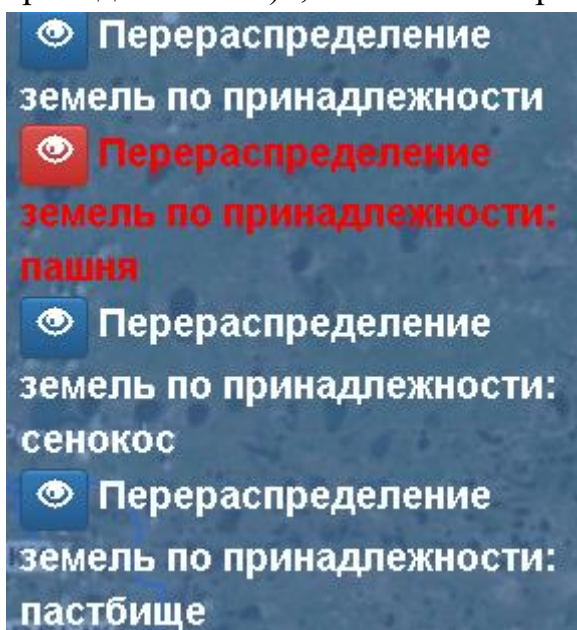 Перераспределение
земель по принадлежности
Перераспределение
земель по принадлежности:
пашня
Перераспределение
земель по принадлежности:
сенокос
Перераспределение
земель по принадлежности:
пастбище